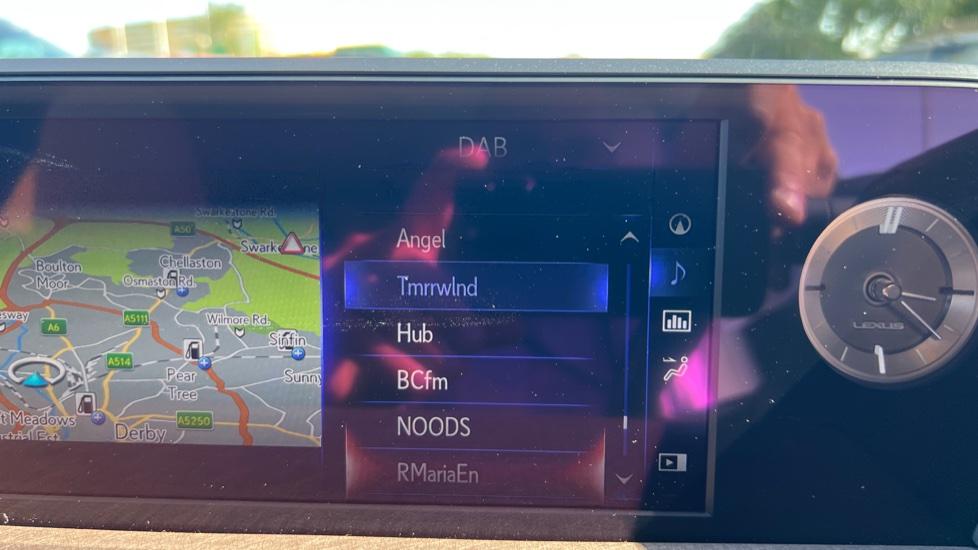 DAB
Angel
Tmrrwlnd
Hub
BCfm
NOODS
RMariaEn
Swarkestone Rd.
A50
Boulton
Moor
Chellaston
Osmaston Rd.
A6
A5111
Wilmore Rd.
Sinfin
A514
Pear
Tree
Sunny
A5250
t Meadows
Derby
LEXUS